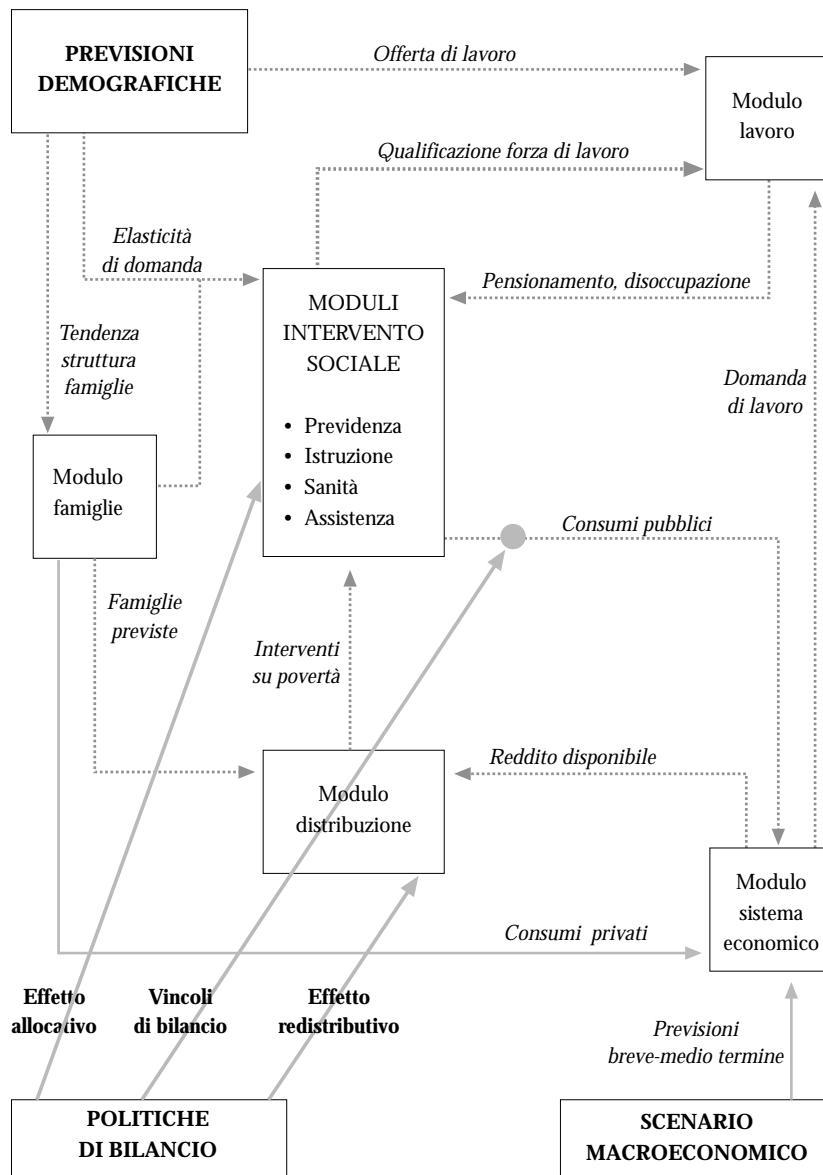 PREVISIONI
DEMOGRAFICHE
Offerta di lavoro
Modulo
lavoro
Qualificazione forza di lavoro
Elasticità
di domanda
MODULI
INTERVENTO
SOCIALE
• Previdenza
• Istruzione
• Sanità
• Assistenza
Pensionamento, disoccupazione
Tendenza
struttura
famiglie
Domanda
di lavoro
Modulo
famiglie
Consumi pubblici
Famiglie
previste
Interventi
su povertà
Modulo
distribuzione
Reddito disponibile
Modulo
sistema
economico
Consumi privati
Effetto
allocativo
Vincoli
di bilancio
Effetto
redistributivo
Previsioni
breve-medio termine
POLITICHE
DI BILANCIO
SCENARIO
MACROECONOMICO